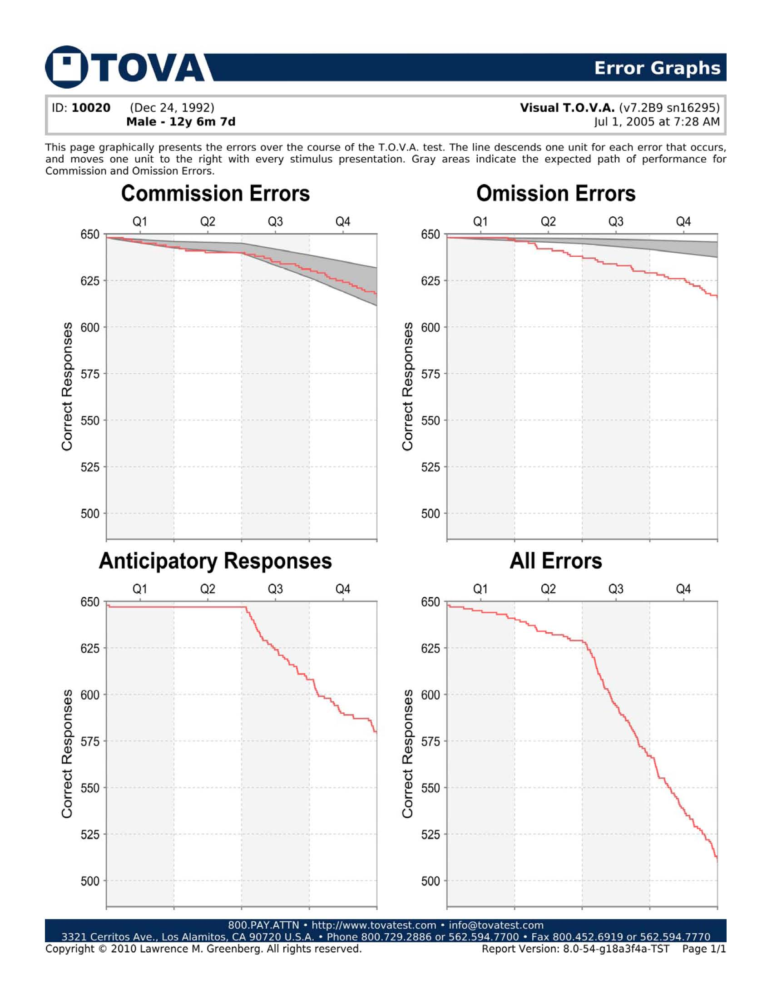 TOVA
Error Graphs
ID: 10020 (Dec 24, 1992)
Male - 12y 6m 7d
Visual T.O.V.A. (v7.2B9 sn16295)
Jul 1, 2005 at 7:28 AM
This page graphically presents the errors over the course of the T.O.V.A. test. The line descends one unit for each error that occurs,
and moves one unit to the right with every stimulus presentation. Gray areas indicate the expected path of performance for
Commission and Omission Errors.
Commission Errors
Q1 Q2 Q3 Q4
650
625
600
575
550
525
500
Correct Responses
Omission Errors
Q1 Q2 Q3 Q4
650
625
600
575
550
525
500
Correct Responses
Anticipatory Responses
Q1 Q2 Q3 Q4
650
625
600
575
550
525
500
Correct Responses
All Errors
Q1 Q2 Q3 Q4
650
625
600
575
550
525
500
Correct Responses
800.PAY.ATTN • http://www.tovatest.com • info@tovatest.com
3321 Cerritos Ave., Los Alamitos, CA 90720 U.S.A. • Phone 800.729.2886 or 562.594.7700 • Fax 800.452.6919 or 562.594.7770
Copyright © 2010 Lawrence M. Greenberg. All rights reserved.
Report Version: 8.0-54-g18a3f4a-TST Page 1/1